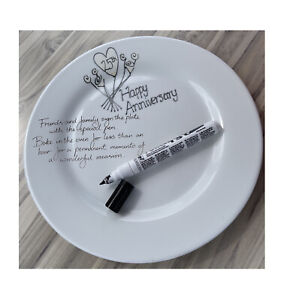 25th
Happy
Anniversary
Friends and family sign the plate
with the special pen
Bake in the oven for less than an
hour for a permanent memento of
a wonderful occasion.